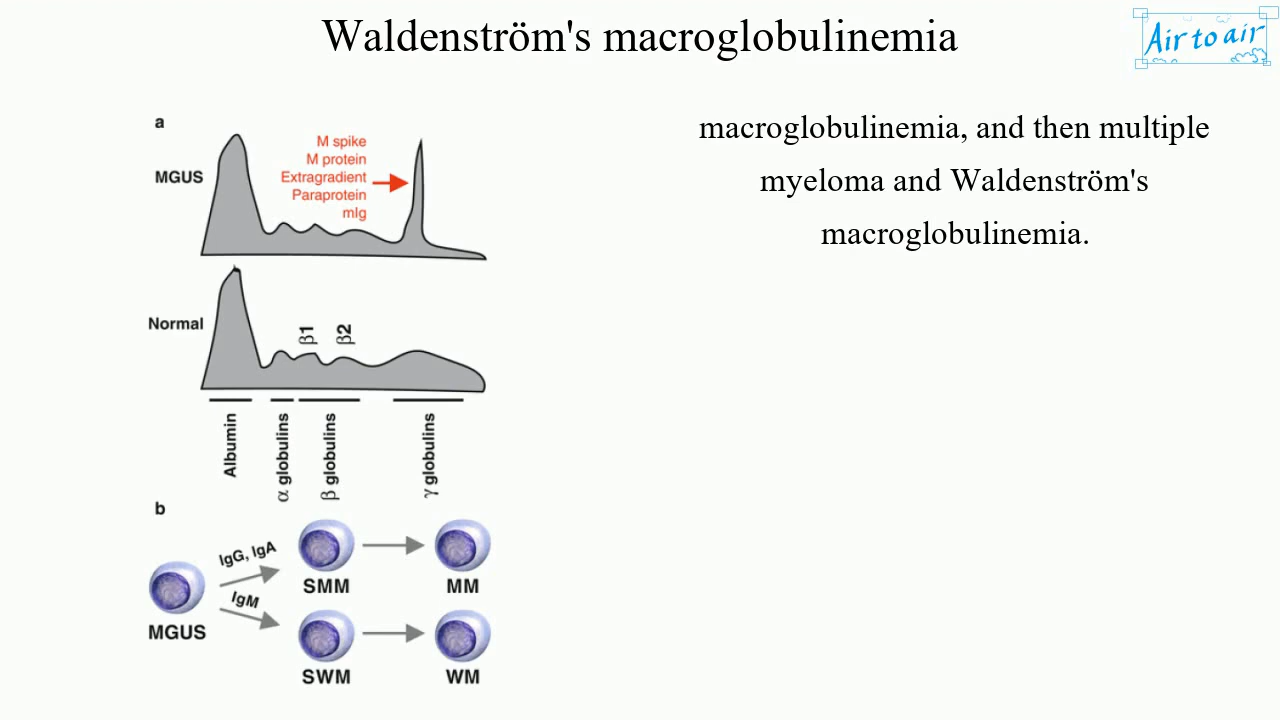 Waldenström's macroglobulinemia
Air to air
macroglobulinemia, and then multiple
myeloma and Waldenström's
macroglobulinemia.
a
MGUS
M spike
M protein
Extragradient
Paraprotein
mIg
Normal
β1
β2
Albumin
α globulins
β globulins
γ globulins
b
MGUS
IgG, IgA
IgM
SMM
MM
SWM
WM